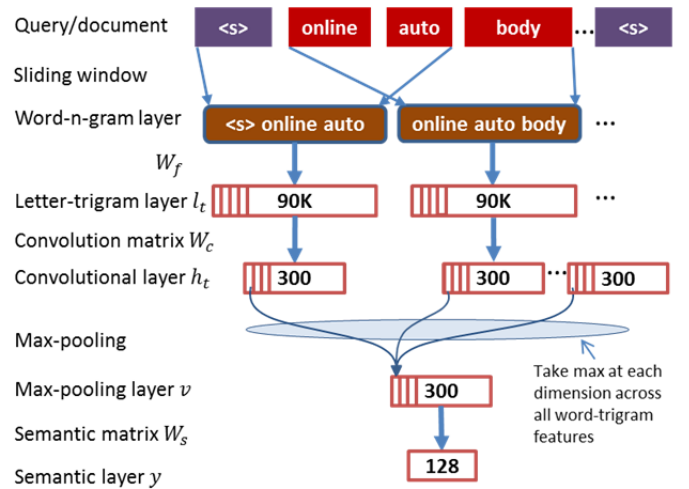 Query/document <s> online auto body ... <s>
Sliding window
Word-n-gram layer <s> online auto online auto body ...
W_f
Letter-trigram layer l_t 90K 90K ...
Convolution matrix W_c
Convolutional layer h_t 300 300 ... 300
Max-pooling
Take max at each
dimension across
all word-trigram
features
Max-pooling layer v 300
Semantic matrix W_s
Semantic layer y 128